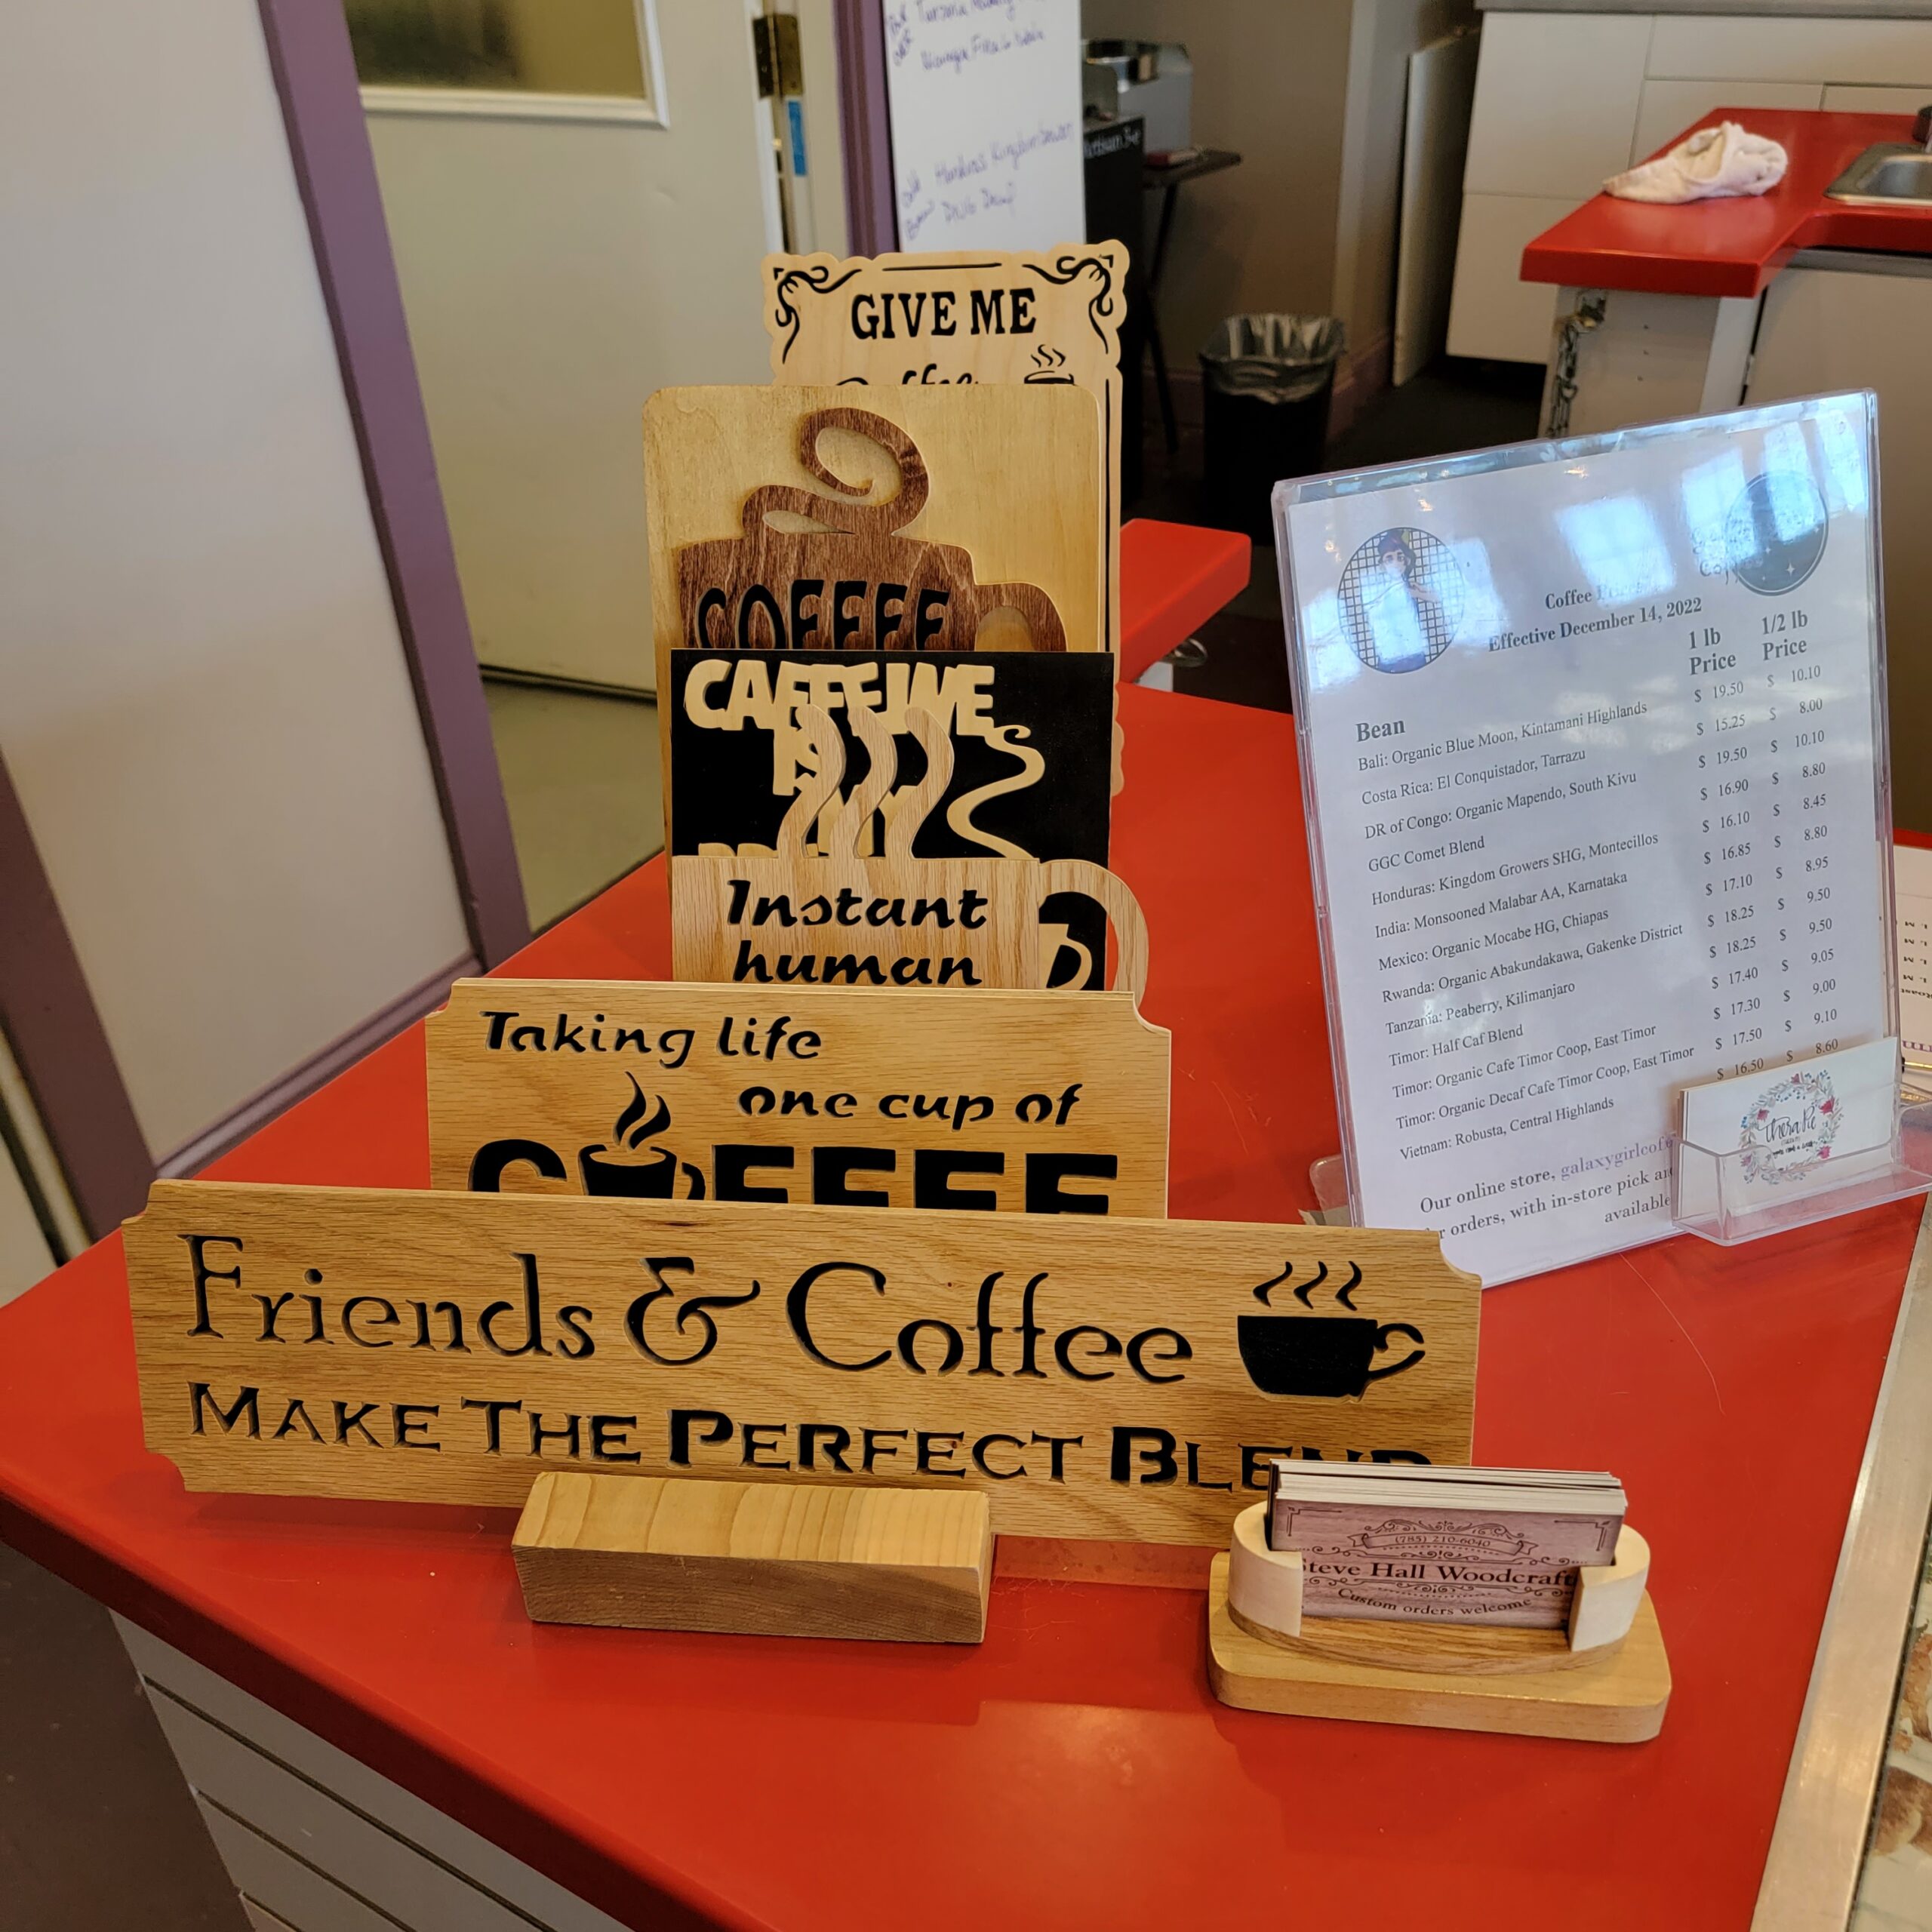 GIVE ME
Coffee
COFFEE
CAFFEINE
IS
Instant
human
Taking life
one cup of
COFFEE
Friends & Coffee
MAKE THE PERFECT BLEND
(785) 210-6040
Steve Hall Woodcraft
Custom orders welcome
Coffee
Effective December 14, 2022
Bean 1 lb Price 1/2 lb Price
Bali: Organic Blue Moon, Kintamani Highlands $ 19.50 $ 10.10
Costa Rica: El Conquistador, Tarrazu $ 15.25 $ 8.00
DR of Congo: Organic Mapendo, South Kivu $ 19.50 $ 10.10
GGC Comet Blend $ 16.90 $ 8.80
Honduras: Kingdom Growers SHG, Montecillos $ 16.10 $ 8.45
India: Monsooned Malabar AA, Karnataka $ 16.85 $ 8.80
Mexico: Organic Mocabe HG, Chiapas $ 17.10 $ 8.95
Rwanda: Organic Abakundakawa, Gakenke District $ 18.25 $ 9.50
Tanzania: Peaberry, Kilimanjaro $ 18.25 $ 9.50
Timor: Half Caf Blend $ 17.40 $ 9.05
Timor: Organic Cafe Timor Coop, East Timor $ 17.30 $ 9.00
Timor: Organic Decaf Cafe Timor Coop, East Timor $ 17.50 $ 9.10
Vietnam: Robusta, Central Highlands $ 16.50 $ 8.60
Our online store, galaxygirlcof
r orders, with in-store pick an
available
TheraPie